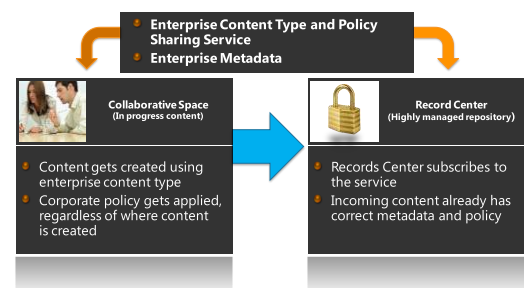 Enterprise Content Type and Policy
Sharing Service
Enterprise Metadata
Collaborative Space
(In progress content)
Content gets created using
enterprise content type
Corporate policy gets applied,
regardless of where content
is created
Record Center
(Highly managed repository)
Records Center subscribes to
the service
Incoming content already has
correct metadata and policy